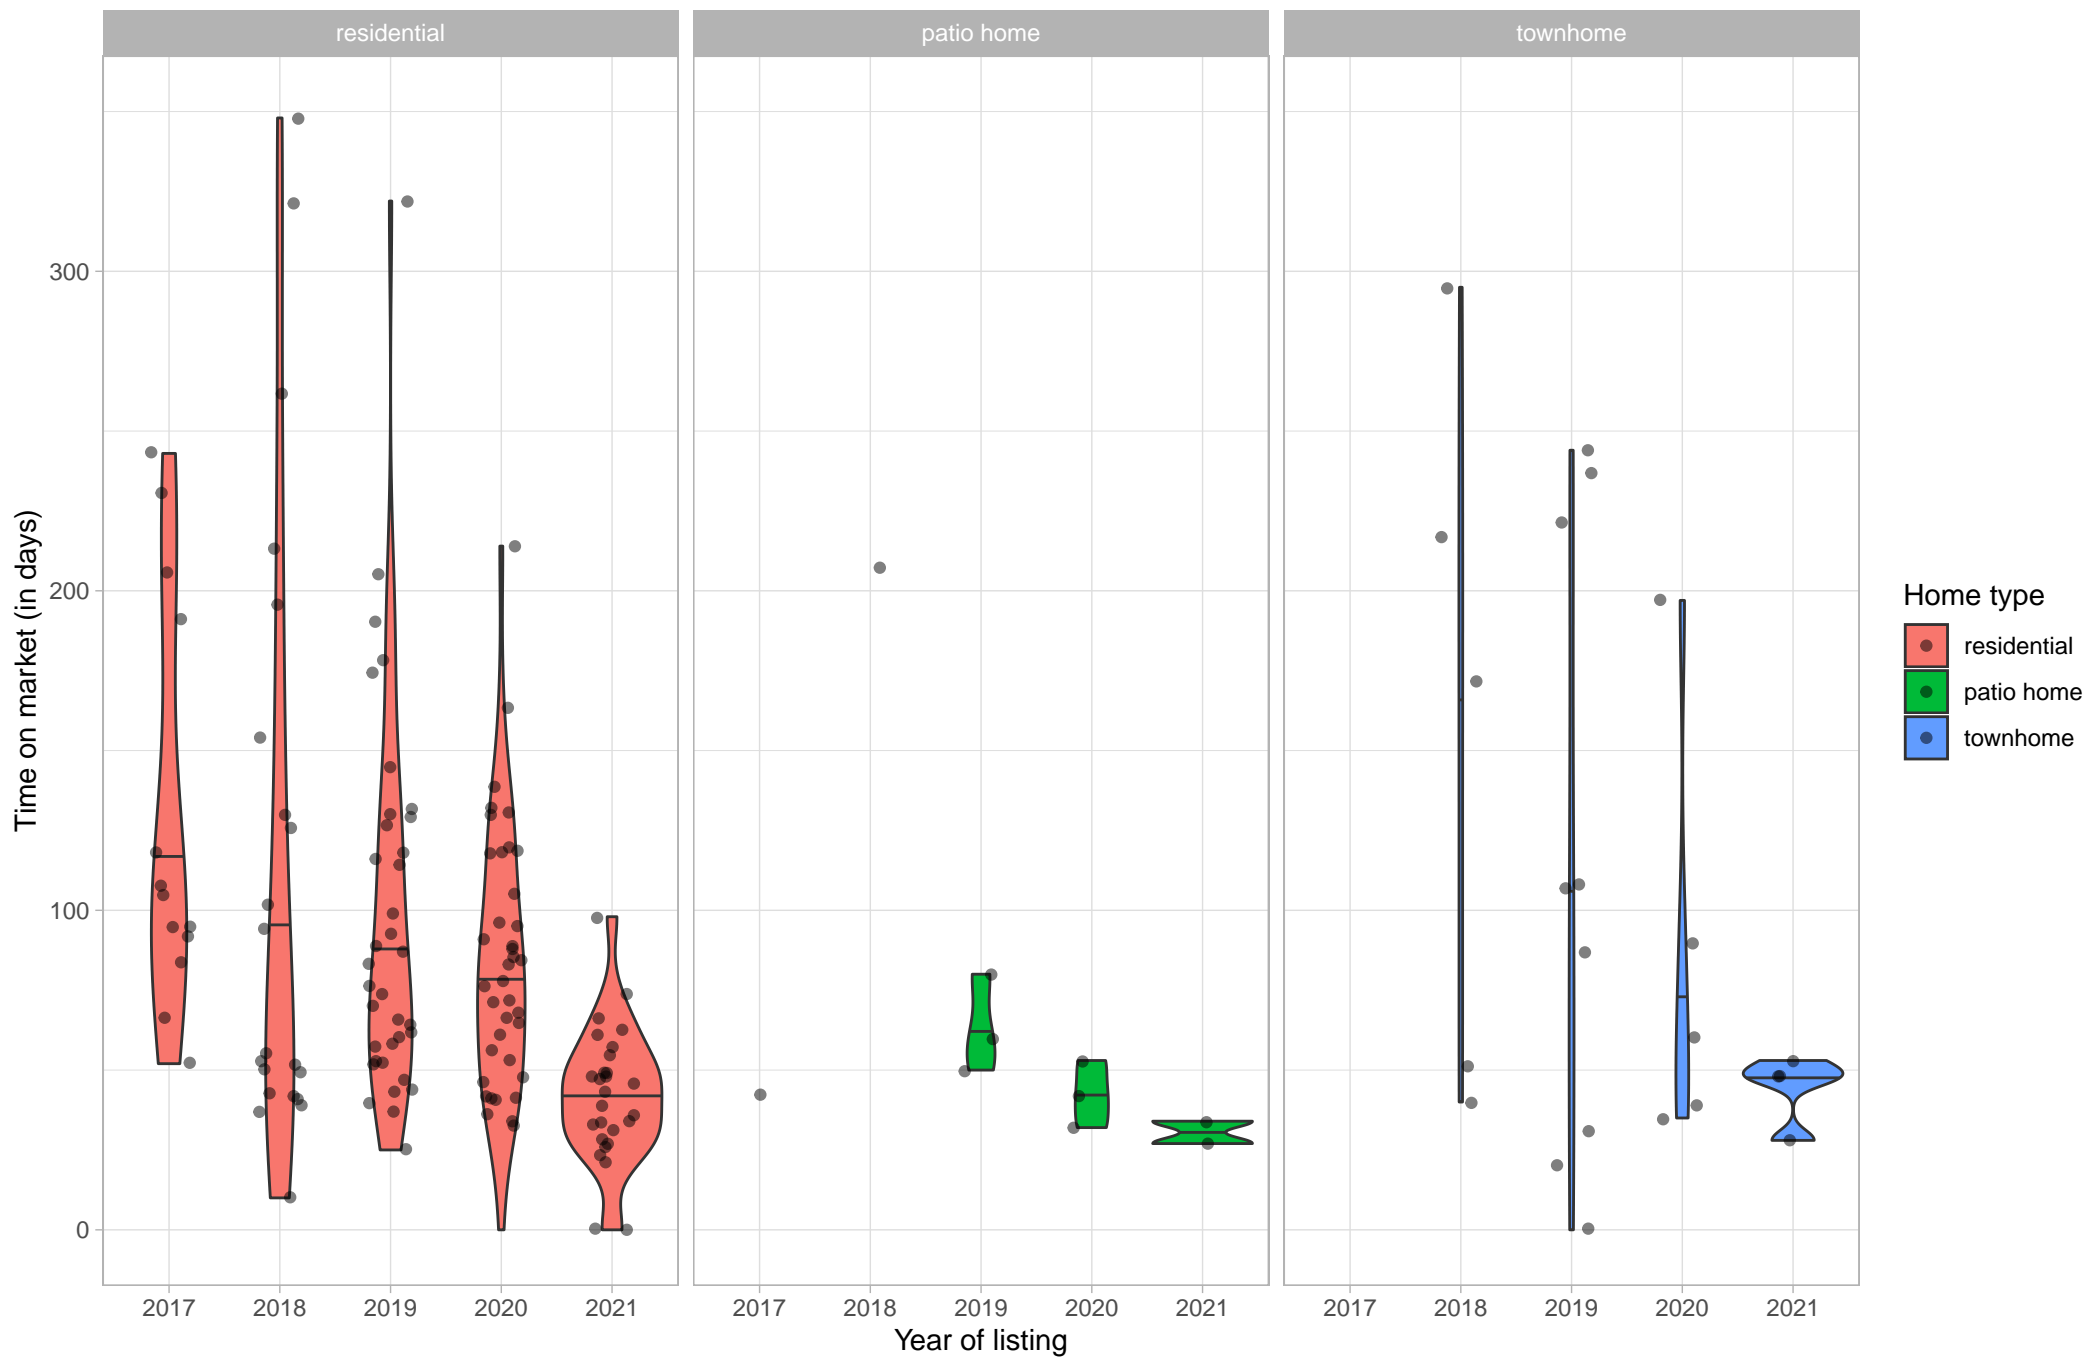 residential patio home townhome
Time on market (in days)
300
200
100
0
2017 2018 2019 2020 2021 2017 2018 2019 2020 2021 2017 2018 2019 2020 2021
Year of listing
Home type
residential
patio home
townhome